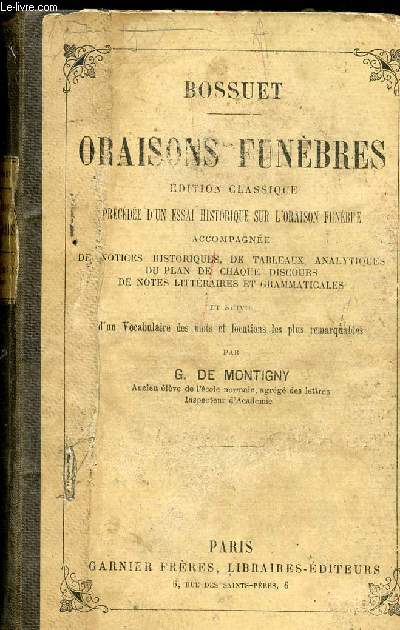 Le-Livre.com
BOSSUET
ORAISONS FUNÈBRES
ÉDITION CLASSIQUE
PRÉCÉDÉE D'UN ESSAI HISTORIQUE SUR L'ORAISON FUNÈBRE
ACCOMPAGNÉE
DE NOTICES HISTORIQUES, DE TABLEAUX ANALYTIQUES
DU PLAN DE CHAQUE DISCOURS
DE NOTES LITTÉRAIRES ET GRAMMATICALES
ET SUIVIE
d'un Vocabulaire des mots et locutions les plus remarquables
PAR
G. DE MONTIGNY
Ancien élève de l'école normale, agrégé des lettres
Inspecteur d'Académie
PARIS
GARNIER FRÈRES, LIBRAIRES-ÉDITEURS
6, RUE DES SAINTS-PÈRES, 6